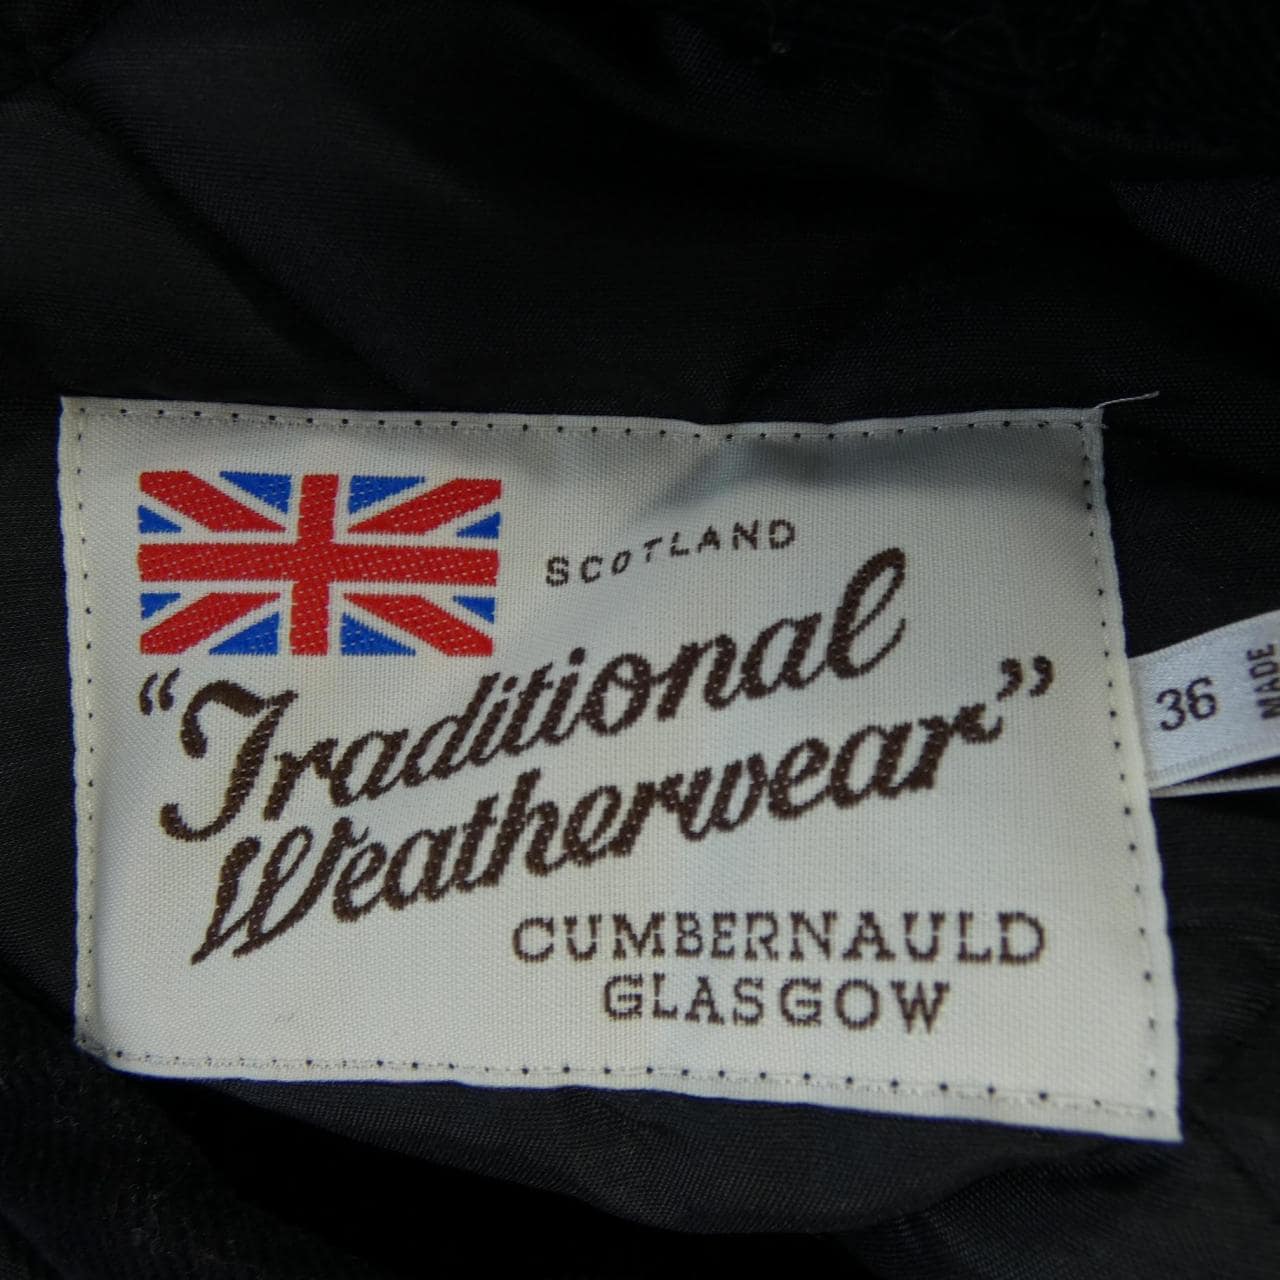 SCOTLAND
"Traditional
Weatherwear"
CUMBERNAULD
GLASGOW
36
MADE